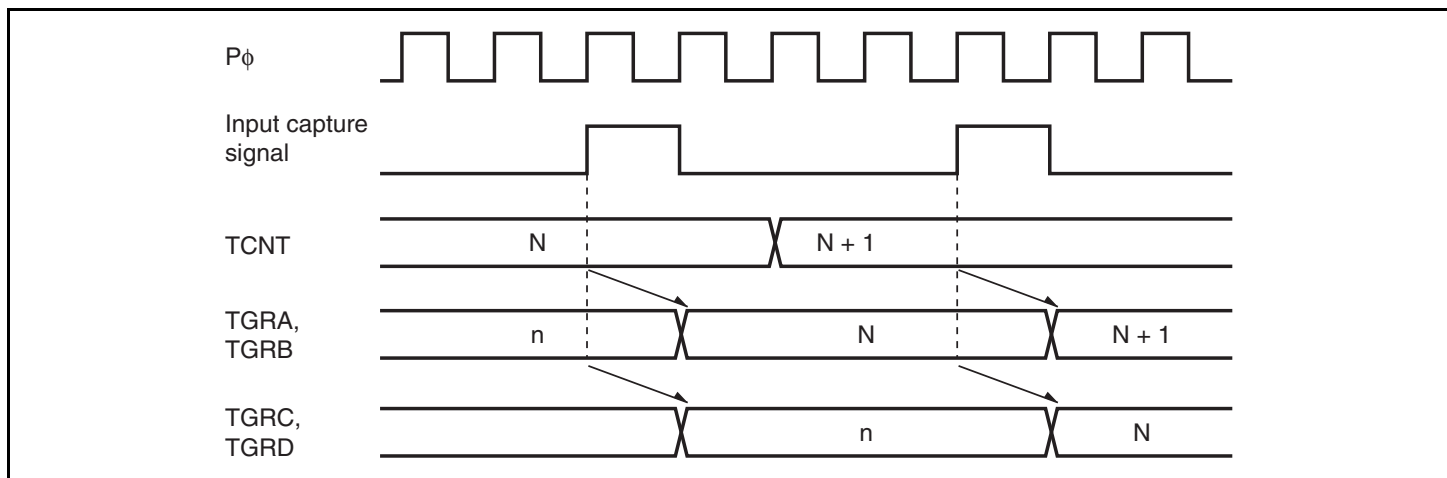 Pϕ
Input capture
signal
TCNT
N
N + 1
TGRA,
TGRB
n
N
N + 1
TGRC,
TGRD
n
N